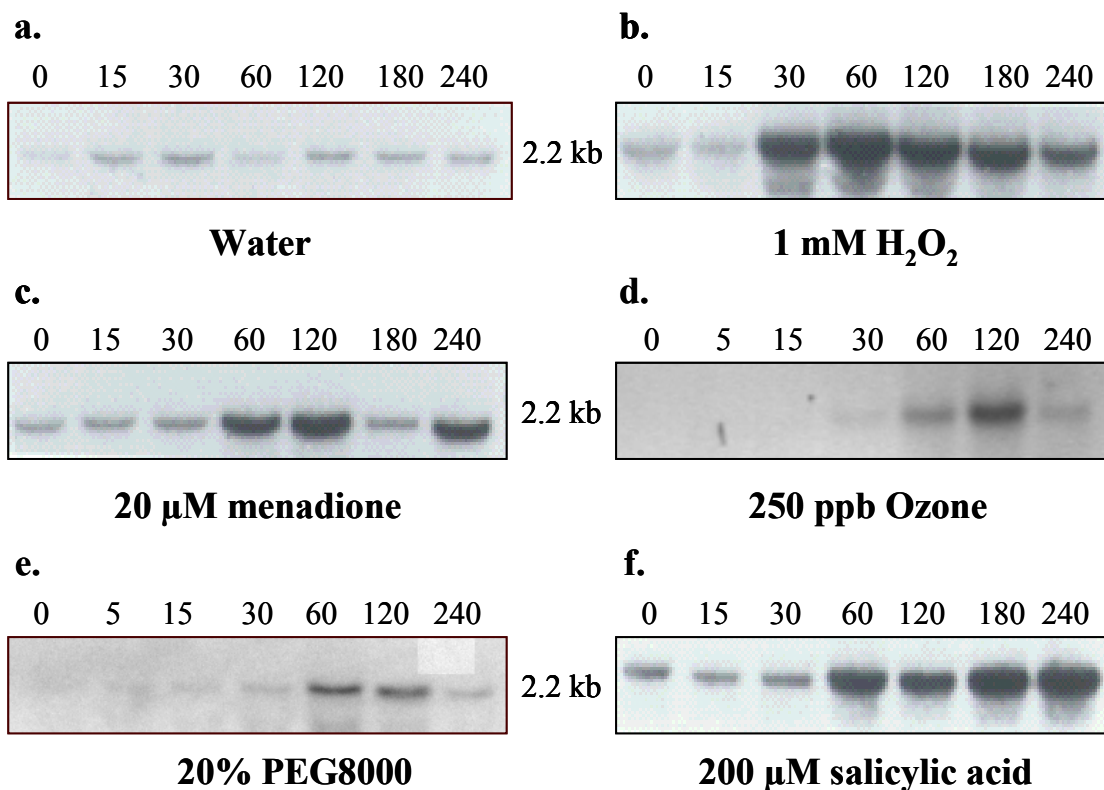 a.
0 15 30 60 120 180 240
2.2 kb
Water
b.
0 15 30 60 120 180 240
1 mM H₂O₂
c.
0 15 30 60 120 180 240
2.2 kb
20 µM menadione
d.
0 5 15 30 60 120 240
250 ppb Ozone
e.
0 5 15 30 60 120 240
2.2 kb
20% PEG8000
f.
0 15 30 60 120 180 240
200 µM salicylic acid